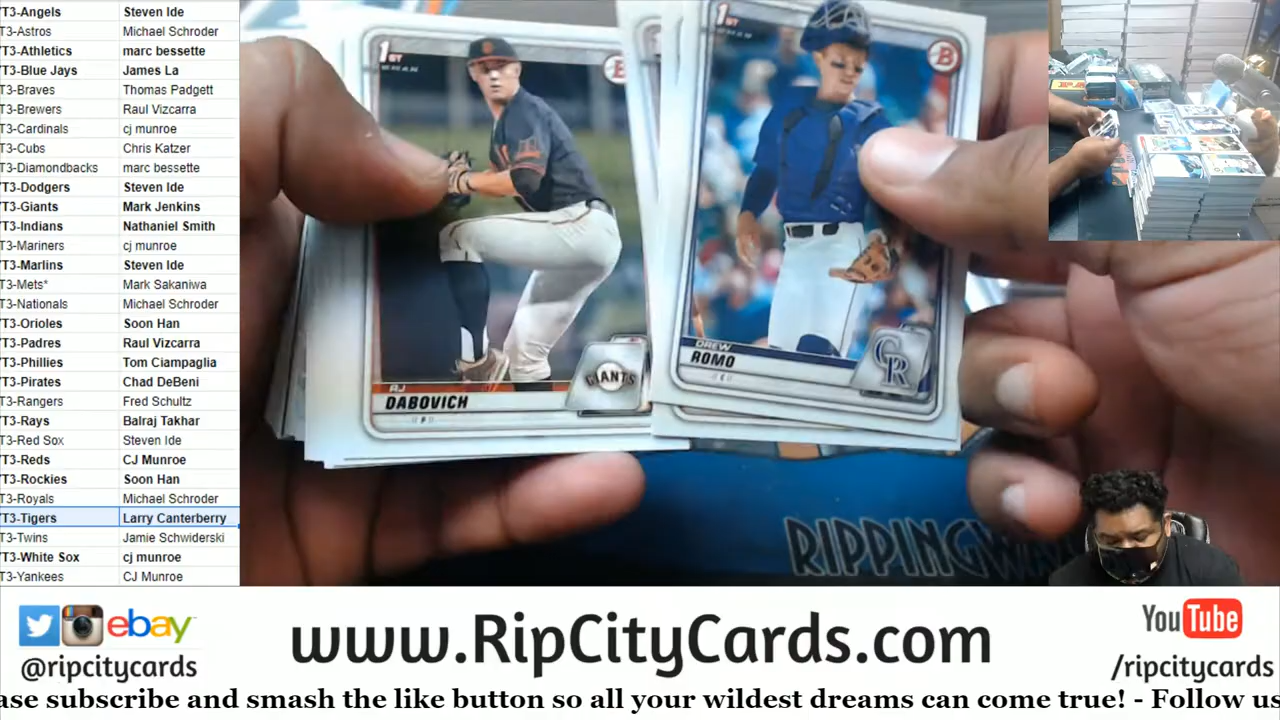 T3-Angels Steven Ide
T3-Astros Michael Schroder
T3-Athletics marc bessette
T3-Blue Jays James La
T3-Braves Thomas Padgett
T3-Brewers Raul Vizcarra
T3-Cardinals cj munroe
T3-Cubs Chris Katzer
T3-Diamondbacks marc bessette
T3-Dodgers Steven Ide
T3-Giants Mark Jenkins
T3-Indians Nathaniel Smith
T3-Mariners cj munroe
T3-Marlins Steven Ide
T3-Mets* Mark Sakaniwa
T3-Nationals Michael Schroder
T3-Orioles Soon Han
T3-Padres Raul Vizcarra
T3-Phillies Tom Ciampaglia
T3-Pirates Chad DeBeni
T3-Rangers Fred Schultz
T3-Rays Balraj Takhar
T3-Red Sox Steven Ide
T3-Reds CJ Munroe
T3-Rockies Soon Han
T3-Royals Michael Schroder
T3-Tigers Larry Canterberry
T3-Twins Jamie Schwiderski
T3-White Sox cj munroe
T3-Yankees CJ Munroe
1ST
B
GIANTS
RJ
DABOVICH
1ST
B
CR
DREW
ROMO
RIPPINGWA
ebay
@ripcitycards
www.RipCityCards.com
YouTube
/ripcitycards
ase subscribe and smash the like button so all your wildest dreams can come true! - Follow us